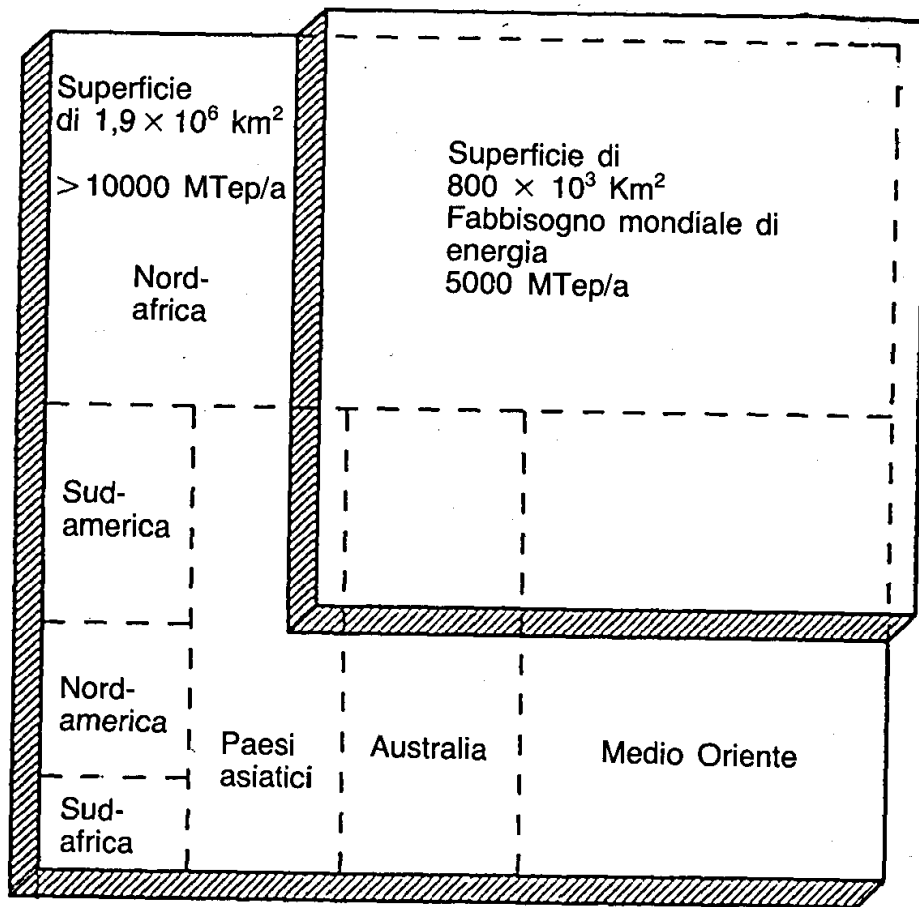 Superficie
di 1,9 × 10⁶ km²
>10000 MTep/a
Nord-
africa
Superficie di
800 × 10³ Km²
Fabbisogno mondiale di
energia
5000 MTep/a
Sud-
america
Nord-
america
Sud-
africa
Paesi
asiatici
Australia
Medio Oriente